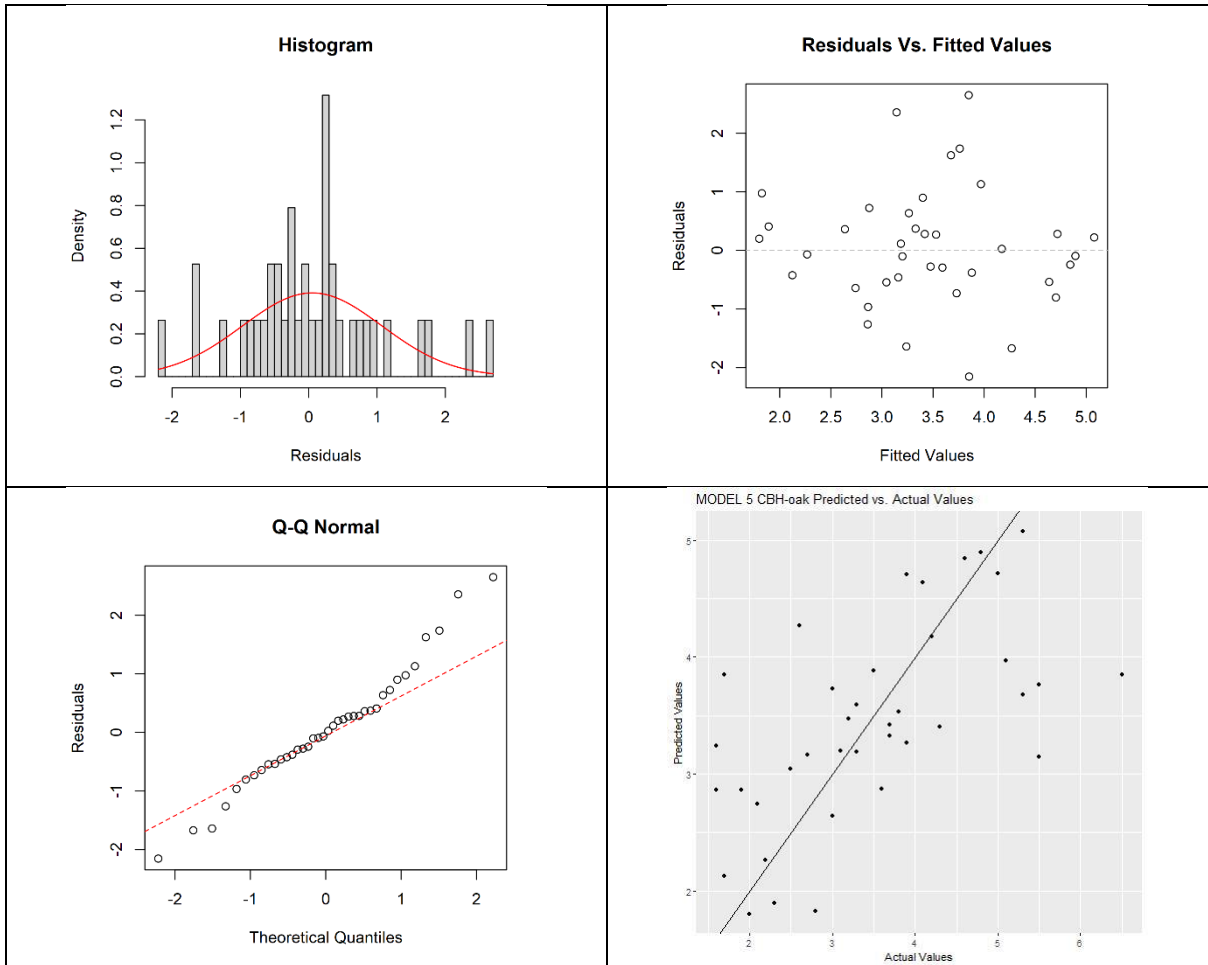 Histogram
Density
0.0 0.2 0.4 0.6 0.8 1.0 1.2
-2 -1 0 1 2
Residuals
Residuals Vs. Fitted Values
Residuals
-2 -1 0 1 2
2.0 2.5 3.0 3.5 4.0 4.5 5.0
Fitted Values
Q-Q Normal
Residuals
-2 -1 0 1 2
-2 -1 0 1 2
Theoretical Quantiles
MODEL 5 CBH-oak Predicted vs. Actual Values
Predicted Values
5
4
3
2
2 3 4 5 6
Actual Values